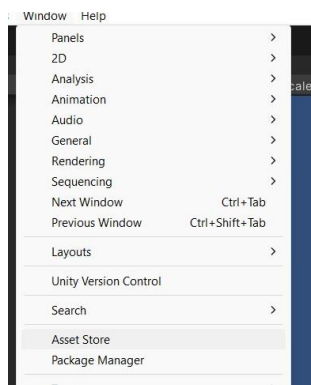 Window Help
Panels
2D
Analysis
Animation
Audio
General
Rendering
Sequencing
Next Window Ctrl+Tab
Previous Window Ctrl+Shift+Tab
Layouts
Unity Version Control
Search
Asset Store
Package Manager